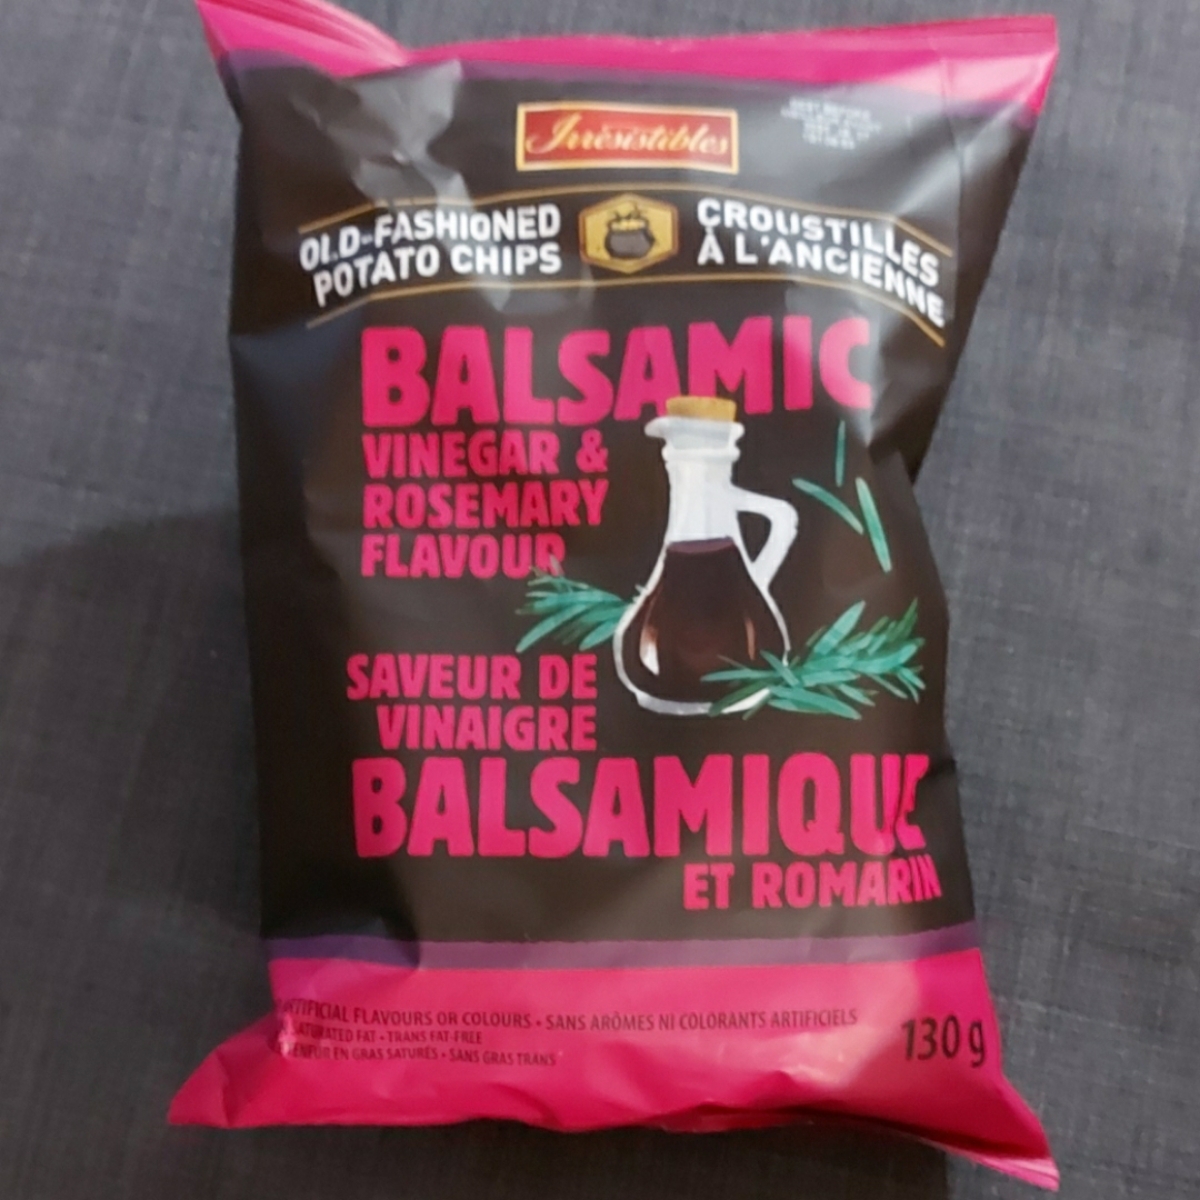 Irresistibles
OLD-FASHIONED
POTATO CHIPS
CROUSTILLES
À L'ANCIENNE
BALSAMIC
VINEGAR &
ROSEMARY
FLAVOUR
SAVEUR DE
VINAIGRE
BALSAMIQUE
ET ROMARIN
ARTIFICIAL FLAVOURS OR COLOURS • SANS ARÔMES NI COLORANTS ARTIFICIELS
SATURATED FAT • TRANS FAT-FREE
EN GRAS SATURÉS • SANS GRAS TRANS
130 g